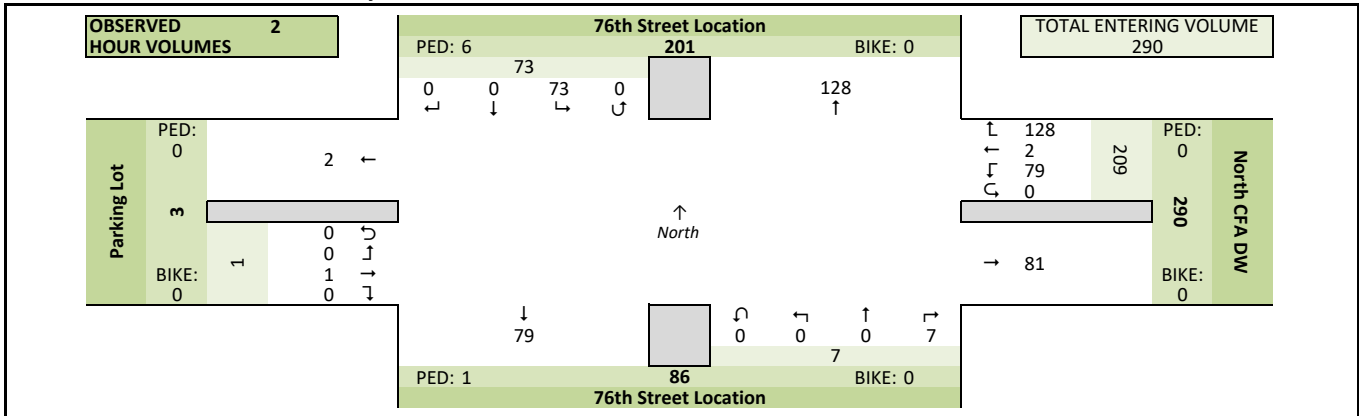 OBSERVED 2
HOUR VOLUMES
76th Street Location
PED: 6 201 BIKE: 0
TOTAL ENTERING VOLUME
290
73
0 0 73 0
↵ ↓ ↳ ↺
128
↑
Parking Lot
PED:
0
3
BIKE:
0
2 ←
1
0 ⮌
0 ↰
1 →
0 ↴
↑
North
↱ 128
← 2
↲ 79
⮎ 0
209
→ 81
PED:
0
290
BIKE:
0
North CFA DW
↓
79
↶ ↰ ↑ ↱
0 0 0 7
7
PED: 1 86 BIKE: 0
76th Street Location